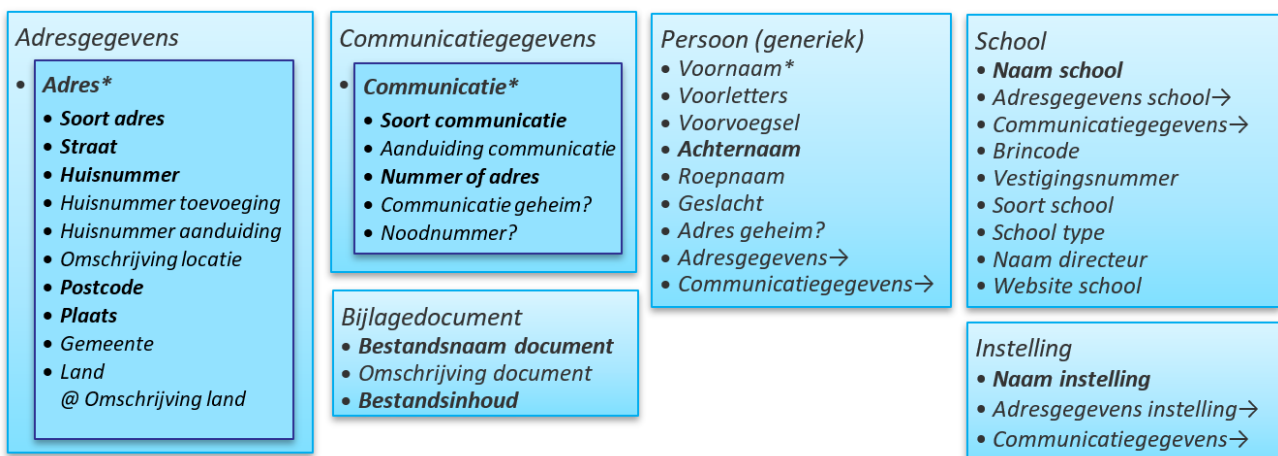 Adresgegevens
• Adres*
• Soort adres
• Straat
• Huisnummer
• Huisnummer toevoeging
• Huisnummer aanduiding
• Omschrijving locatie
• Postcode
• Plaats
• Gemeente
• Land
@ Omschrijving land
Communicatiegegevens
• Communicatie*
• Soort communicatie
• Aanduiding communicatie
• Nummer of adres
• Communicatie geheim?
• Noodnummer?
Bijlagedocument
• Bestandsnaam document
• Omschrijving document
• Bestandsinhoud
Persoon (generiek)
• Voornaam*
• Voorletters
• Voorvoegsel
• Achternaam
• Roepnaam
• Geslacht
• Adres geheim?
• Adresgegevens→
• Communicatiegegevens→
School
• Naam school
• Adresgegevens school→
• Communicatiegegevens→
• Brincode
• Vestigingsnummer
• Soort school
• School type
• Naam directeur
• Website school
Instelling
• Naam instelling
• Adresgegevens instelling→
• Communicatiegegevens→